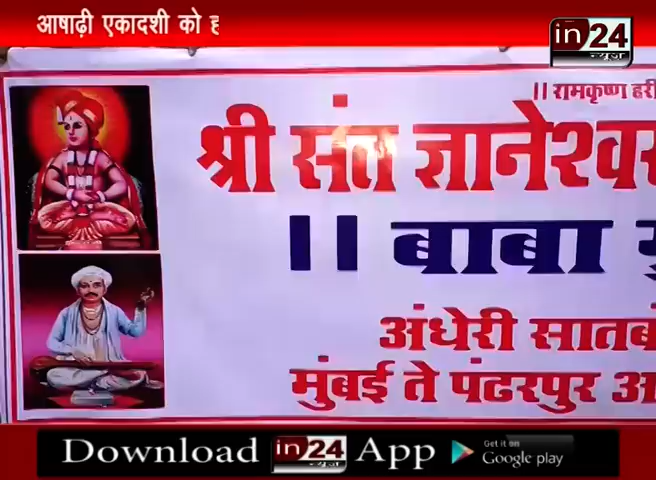 आषाढ़ी एकादशी को
in24
न्यूज़
|| रामकृष्ण हरी
श्री संत ज्ञानेश्वर
|| बाबा
अंधेरी सातबं
मुंबई ते पंढरपुर
Download in24 न्यूज़ App Get it on Google play